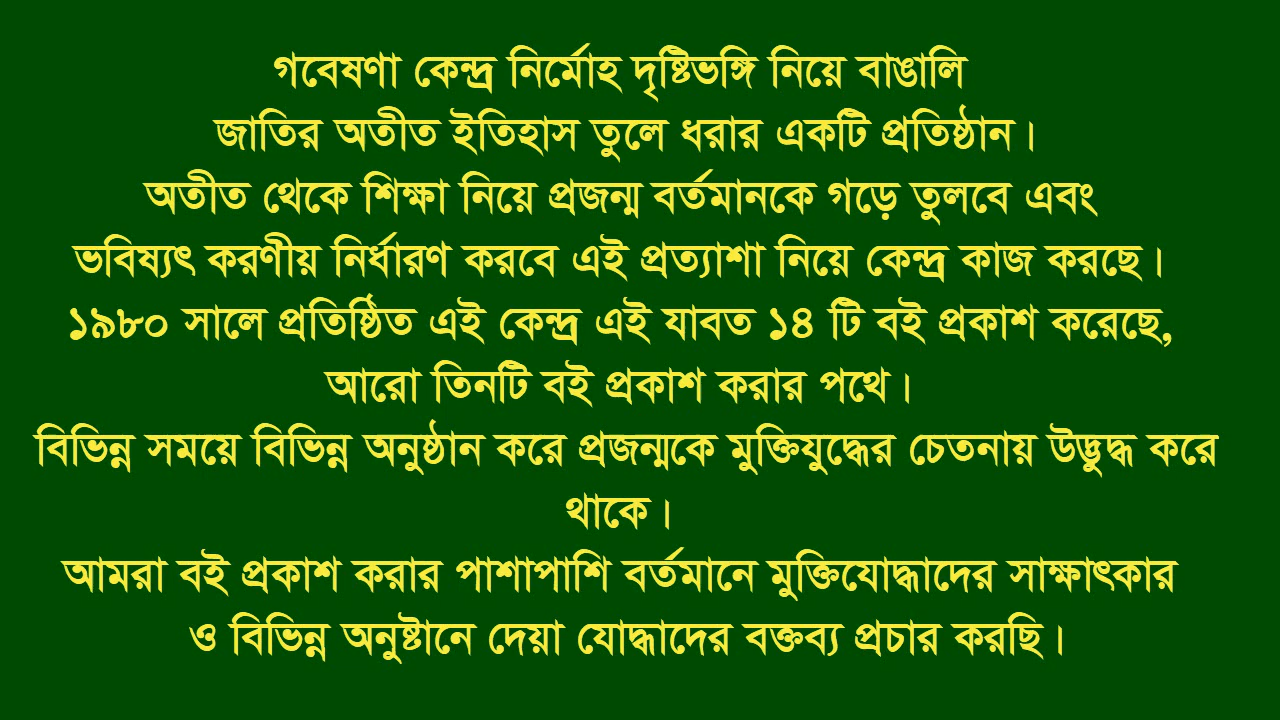 গবেষণা কেন্দ্র নির্মোহ দৃষ্টিভঙ্গি নিয়ে বাঙালি
জাতির অতীত ইতিহাস তুলে ধরার একটি প্রতিষ্ঠান।
অতীত থেকে শিক্ষা নিয়ে প্রজন্ম বর্তমানকে গড়ে তুলবে এবং
ভবিষ্যৎ করণীয় নির্ধারণ করবে এই প্রত্যাশা নিয়ে কেন্দ্র কাজ করছে।
১৯৮০ সালে প্রতিষ্ঠিত এই কেন্দ্র এই যাবত ১৪ টি বই প্রকাশ করেছে,
আরো তিনটি বই প্রকাশ করার পথে।
বিভিন্ন সময়ে বিভিন্ন অনুষ্ঠান করে প্রজন্মকে মুক্তিযুদ্ধের চেতনায় উদ্ভুদ্ধ করে
থাকে।
আমরা বই প্রকাশ করার পাশাপাশি বর্তমানে মুক্তিযোদ্ধাদের সাক্ষাৎকার
ও বিভিন্ন অনুষ্টানে দেয়া যোদ্ধাদের বক্তব্য প্রচার করছি।